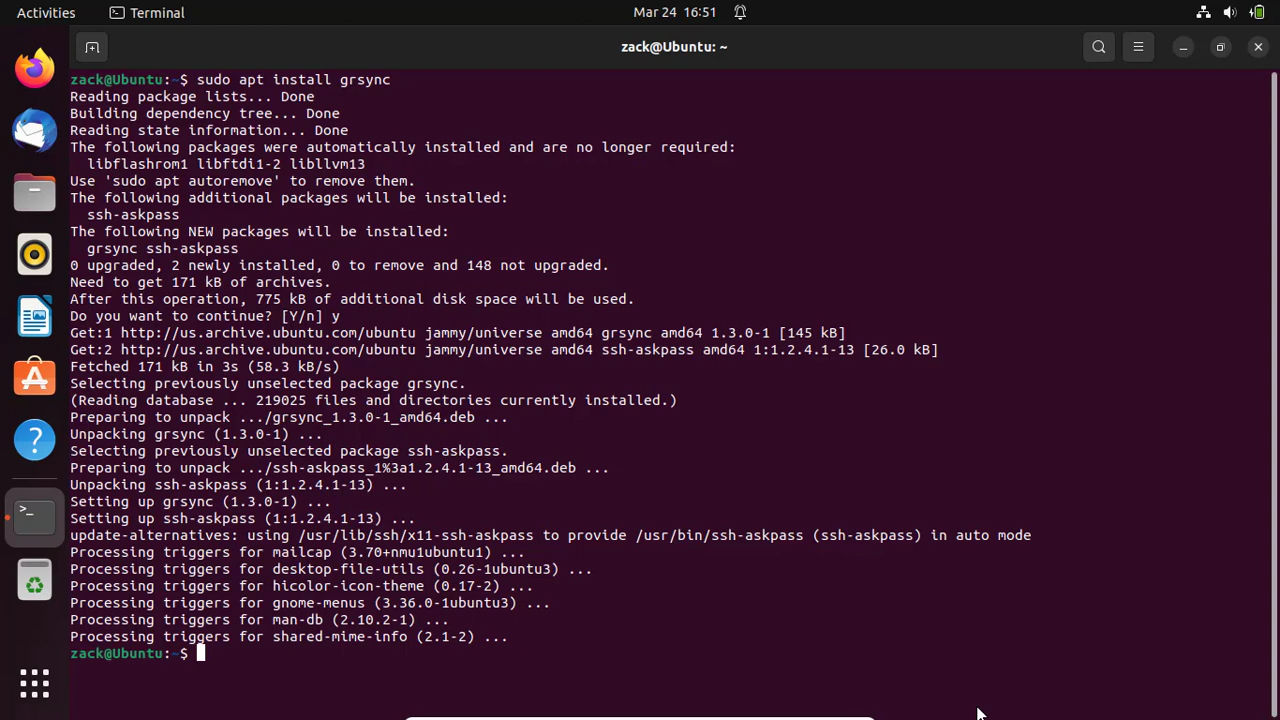 Activities
Terminal
Mar 24 16:51
zack@Ubuntu: ~
zack@Ubuntu:~$ sudo apt install grsync
Reading package lists... Done
Building dependency tree... Done
Reading state information... Done
The following packages were automatically installed and are no longer required:
  libflashrom1 libftdi1-2 libllvm13
Use 'sudo apt autoremove' to remove them.
The following additional packages will be installed:
  ssh-askpass
The following NEW packages will be installed:
  grsync ssh-askpass
0 upgraded, 2 newly installed, 0 to remove and 148 not upgraded.
Need to get 171 kB of archives.
After this operation, 775 kB of additional disk space will be used.
Do you want to continue? [Y/n] y
Get:1 http://us.archive.ubuntu.com/ubuntu jammy/universe amd64 grsync amd64 1.3.0-1 [145 kB]
Get:2 http://us.archive.ubuntu.com/ubuntu jammy/universe amd64 ssh-askpass amd64 1:1.2.4.1-13 [26.0 kB]
Fetched 171 kB in 3s (58.3 kB/s)
Selecting previously unselected package grsync.
(Reading database ... 219025 files and directories currently installed.)
Preparing to unpack .../grsync_1.3.0-1_amd64.deb ...
Unpacking grsync (1.3.0-1) ...
Selecting previously unselected package ssh-askpass.
Preparing to unpack .../ssh-askpass_1%3a1.2.4.1-13_amd64.deb ...
Unpacking ssh-askpass (1:1.2.4.1-13) ...
Setting up grsync (1.3.0-1) ...
Setting up ssh-askpass (1:1.2.4.1-13) ...
update-alternatives: using /usr/lib/ssh/x11-ssh-askpass to provide /usr/bin/ssh-askpass (ssh-askpass) in auto mode
Processing triggers for mailcap (3.70+nmu1ubuntu1) ...
Processing triggers for desktop-file-utils (0.26-1ubuntu3) ...
Processing triggers for hicolor-icon-theme (0.17-2) ...
Processing triggers for gnome-menus (3.36.0-1ubuntu3) ...
Processing triggers for man-db (2.10.2-1) ...
Processing triggers for shared-mime-info (2.1-2) ...
zack@Ubuntu:~$